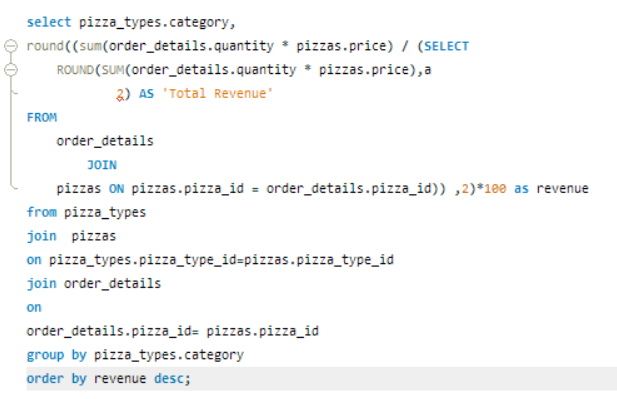 select pizza_types.category,
round((sum(order_details.quantity * pizzas.price) / (SELECT
ROUND(SUM(order_details.quantity * pizzas.price),a
2) AS 'Total Revenue'
FROM
order_details
JOIN
pizzas ON pizzas.pizza_id = order_details.pizza_id)) ,2)*100 as revenue
from pizza_types
join  pizzas
on pizza_types.pizza_type_id=pizzas.pizza_type_id
join order_details
on
order_details.pizza_id= pizzas.pizza_id
group by pizza_types.category
order by revenue desc;